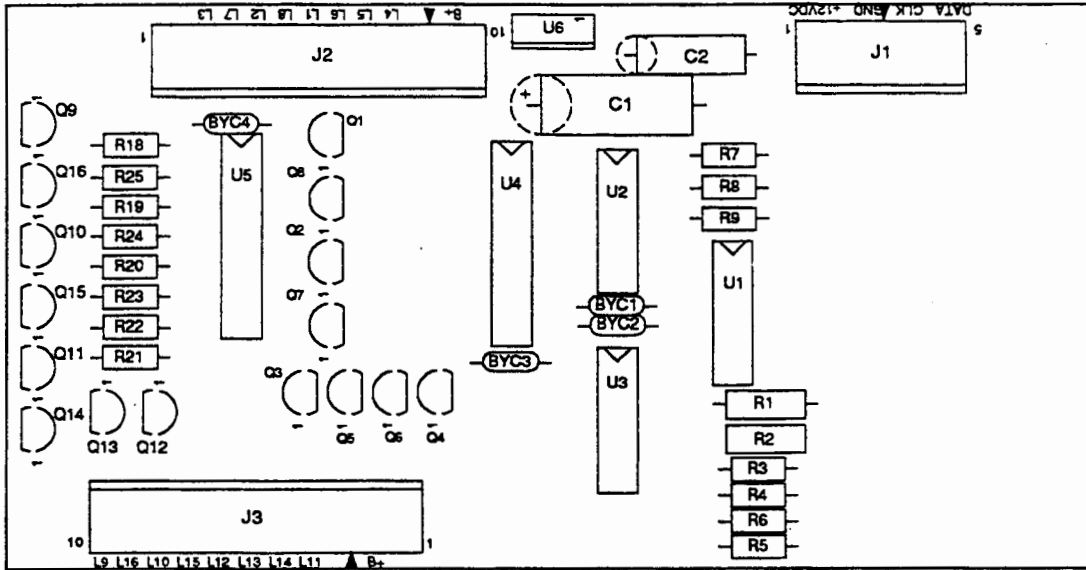 L3 L7 L2 L8 L1 L6 L5 L4 B+
DATA CLK GND +12VDC
1 J2 10
1 U6
C2
1 J1 5
+ C1
Q9
BYC4
Q1
R18
R7
Q16
R25
U5
Q8
U4
U2
R8
R19
R9
Q10
R24
Q2
R20
U1
Q15
R23
Q7
BYC1
R22
BYC2
Q11
R21
BYC3
Q3
U3
R1
Q14
Q13
Q12
Q5
Q6
Q4
R2
R3
R4
J3
R6
10
1
R5
L9 L16 L10 L15 L12 L13 L14 L11 B+